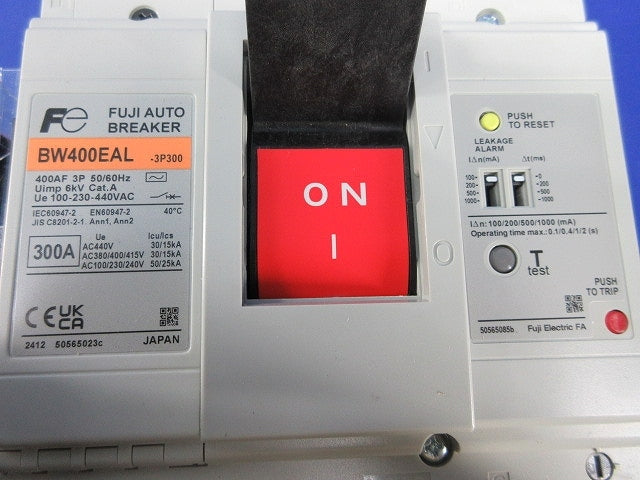 Fe FUJI AUTO
BREAKER
BW400EAL -3P300
400AF 3P 50/60Hz
Uimp 6kV Cat.A
Ue 100-230-440VAC
IEC60947-2 EN60947-2 40°C
JIS C8201-2-1 Ann1, Ann2
300A
Ue Icu/Ics
AC440V 30/15kA
AC380/400/415V 30/15kA
AC100/230/240V 50/25kA
CE UK
CA
2412 50565023c JAPAN
ON
I
I
O
PUSH
TO RESET
LEAKAGE
ALARM
IΔn(mA) Δt(ms)
100
500
IΔn: 100/200/500/1000 (mA)
Operating time max.: 0.1/0.4/1/2 (s)
T
test
PUSH
TO TRIP
50565085b Fuji Electric FA